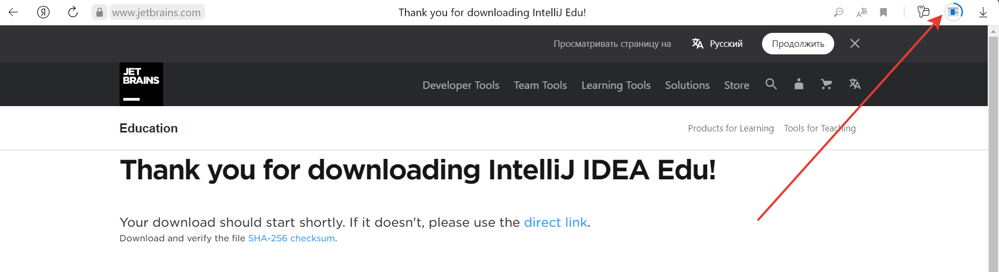 Я www.jetbrains.com Thank you for downloading IntelliJ Edu!
Просматривать страницу на Русский Продолжить
JET
BRAINS
Developer Tools Team Tools Learning Tools Solutions Store
Education Products for Learning Tools for Teaching
Thank you for downloading IntelliJ IDEA Edu!
Your download should start shortly. If it doesn't, please use the direct link.
Download and verify the file SHA-256 checksum.